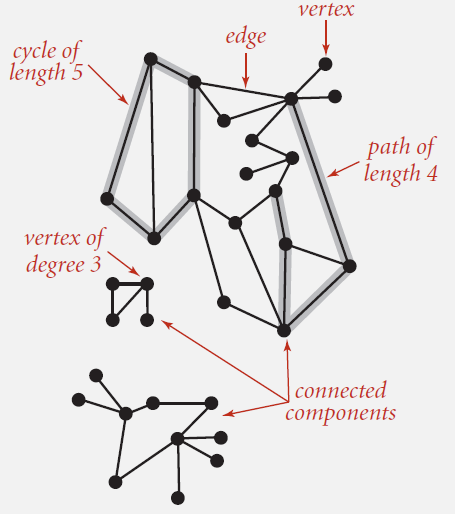 vertex
edge
cycle of
length 5
path of
length 4
vertex of
degree 3
connected
components